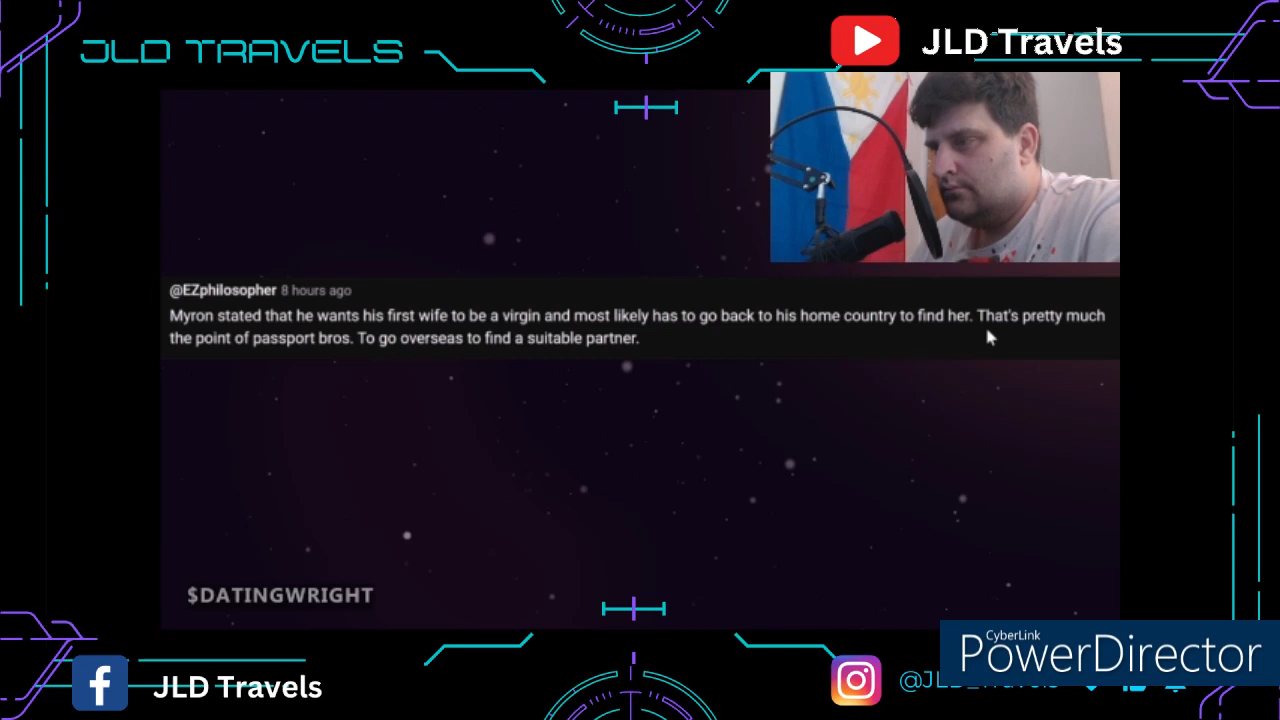 JLD TRAVELS
JLD Travels
@EZphilosopher 8 hours ago
Myron stated that he wants his first wife to be a virgin and most likely has to go back to his home country to find her. That's pretty much
the point of passport bros. To go overseas to find a suitable partner.
$DATINGWRIGHT
CyberLink
PowerDirector
JLD Travels
@JLD_Travels